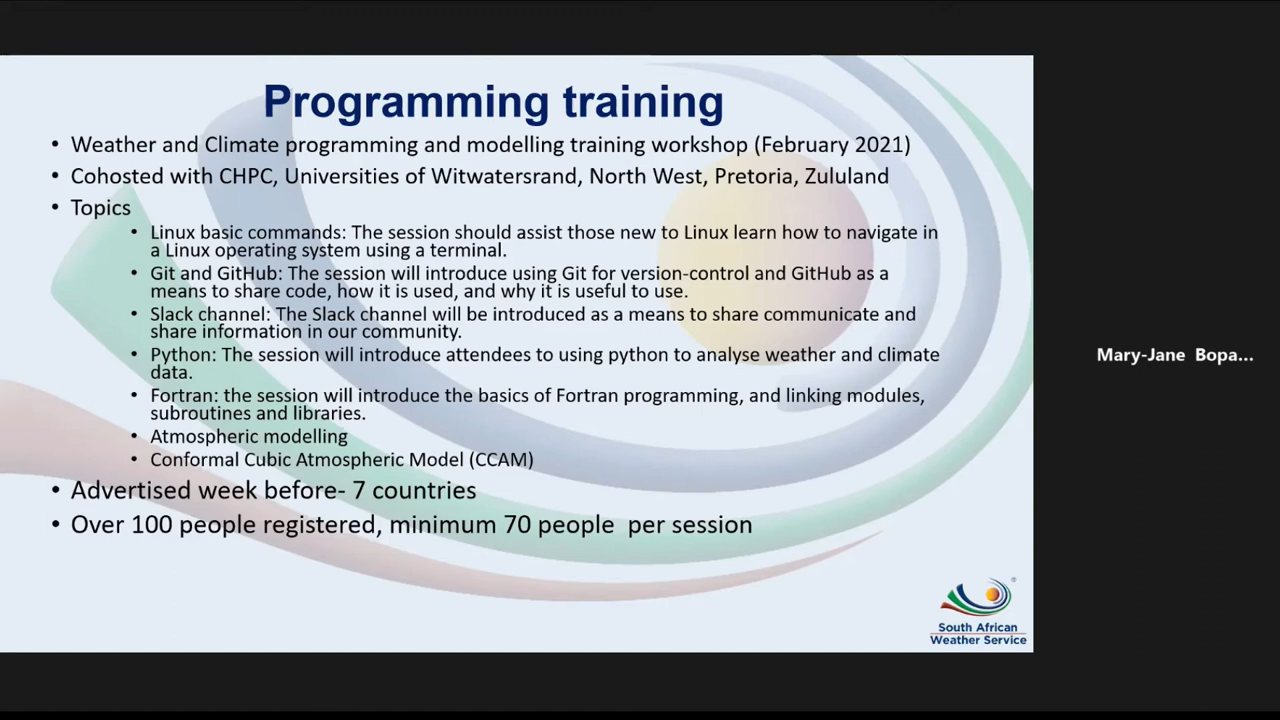 Programming training
• Weather and Climate programming and modelling training workshop (February 2021)
• Cohosted with CHPC, Universities of Witwatersrand, North West, Pretoria, Zululand
• Topics
• Linux basic commands: The session should assist those new to Linux learn how to navigate in
a Linux operating system using a terminal.
• Git and GitHub: The session will introduce using Git for version-control and GitHub as a
means to share code, how it is used, and why it is useful to use.
• Slack channel: The Slack channel will be introduced as a means to share communicate and
share information in our community.
• Python: The session will introduce attendees to using python to analyse weather and climate
data.
• Fortran: the session will introduce the basics of Fortran programming, and linking modules,
subroutines and libraries.
• Atmospheric modelling
• Conformal Cubic Atmospheric Model (CCAM)
• Advertised week before- 7 countries
• Over 100 people registered, minimum 70 people  per session
®
South African
Weather Service
Mary-Jane Bopa...